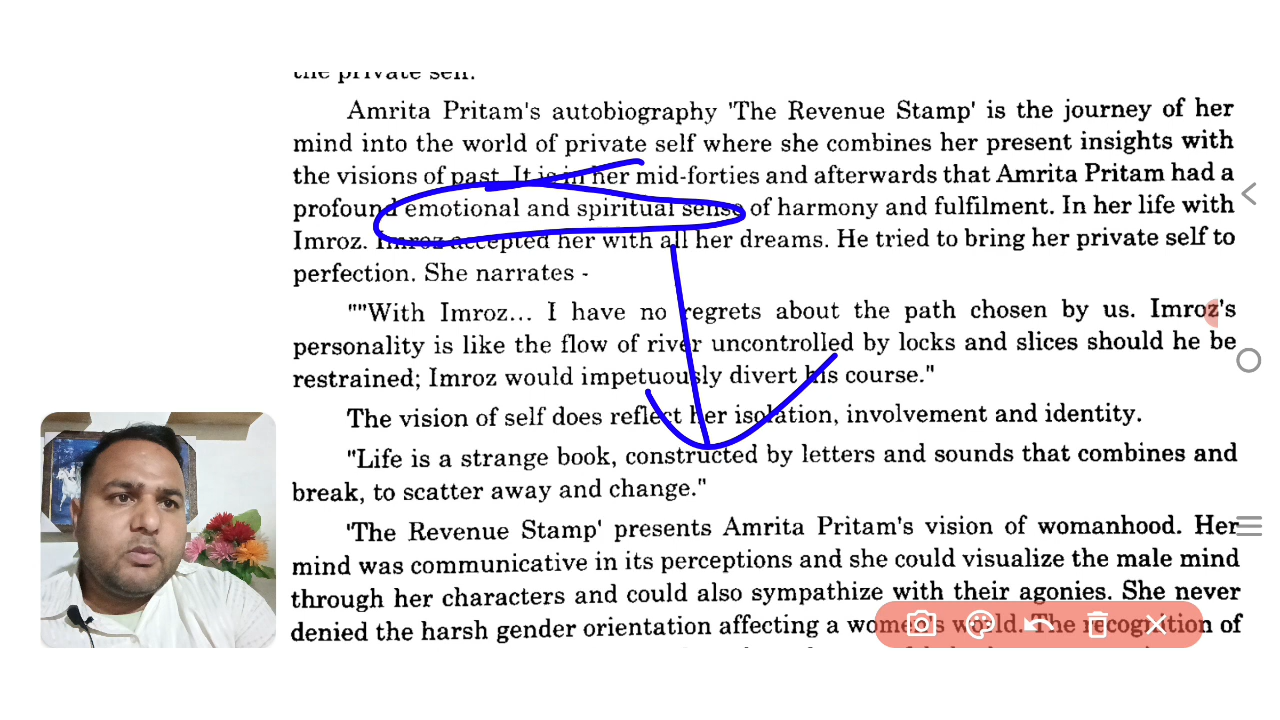 the private self.
Amrita Pritam's autobiography 'The Revenue Stamp' is the journey of her
mind into the world of private self where she combines her present insights with
the visions of past. It is in her mid-forties and afterwards that Amrita Pritam had a
profound emotional and spiritual sense of harmony and fulfilment. In her life with
Imroz. Imroz accepted her with all her dreams. He tried to bring her private self to
perfection. She narrates -
""With Imroz... I have no regrets about the path chosen by us. Imroz's
personality is like the flow of river uncontrolled by locks and slices should he be
restrained; Imroz would impetuously divert his course."
The vision of self does reflect her isolation, involvement and identity.
"Life is a strange book, constructed by letters and sounds that combines and
break, to scatter away and change."
'The Revenue Stamp' presents Amrita Pritam's vision of womanhood. Her
mind was communicative in its perceptions and she could visualize the male mind
through her characters and could also sympathize with their agonies. She never
denied the harsh gender orientation affecting a women's world. The recognition of